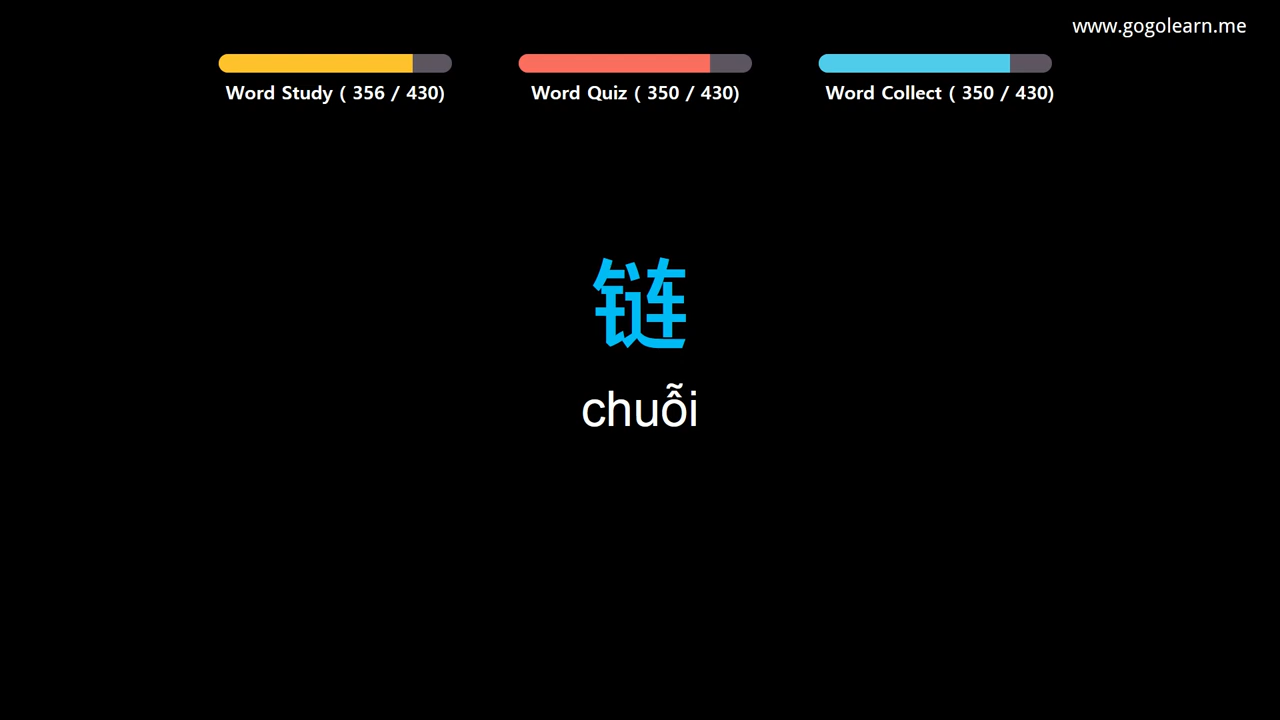 www.gogolearn.me
Word Study ( 356 / 430)
Word Quiz ( 350 / 430)
Word Collect ( 350 / 430)
链
chuỗi